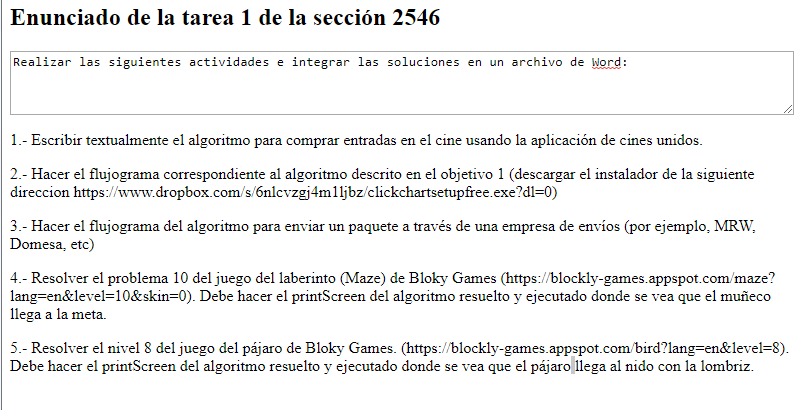 Enunciado de la tarea 1 de la sección 2546
Realizar las siguientes actividades e integrar las soluciones en un archivo de Word:
1.- Escribir textualmente el algoritmo para comprar entradas en el cine usando la aplicación de cines unidos.
2.- Hacer el flujograma correspondiente al algoritmo descrito en el objetivo 1 (descargar el instalador de la siguiente
direccion https://www.dropbox.com/s/6nlcvzgj4m1ljbz/clickchartsetupfree.exe?dl=0)
3.- Hacer el flujograma del algoritmo para enviar un paquete a través de una empresa de envíos (por ejemplo, MRW,
Domesa, etc)
4.- Resolver el problema 10 del juego del laberinto (Maze) de Bloky Games (https://blockly-games.appspot.com/maze?
lang=en&level=10&skin=0). Debe hacer el printScreen del algoritmo resuelto y ejecutado donde se vea que el muñeco
llega a la meta.
5.- Resolver el nivel 8 del juego del pájaro de Bloky Games. (https://blockly-games.appspot.com/bird?lang=en&level=8).
Debe hacer el printScreen del algoritmo resuelto y ejecutado donde se vea que el pájaro llega al nido con la lombriz.